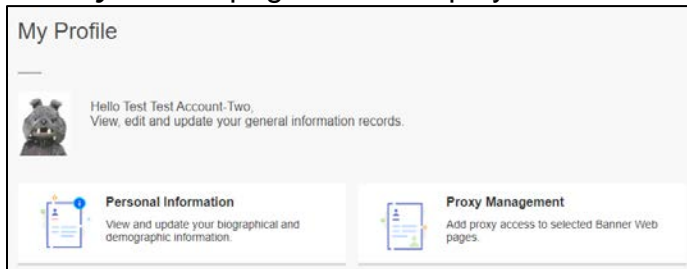 My Profile
Hello Test Test Account-Two,
View, edit and update your general information records.
Personal Information
View and update your biographical and
demographic information.
Proxy Management
Add proxy access to selected Banner Web
pages.